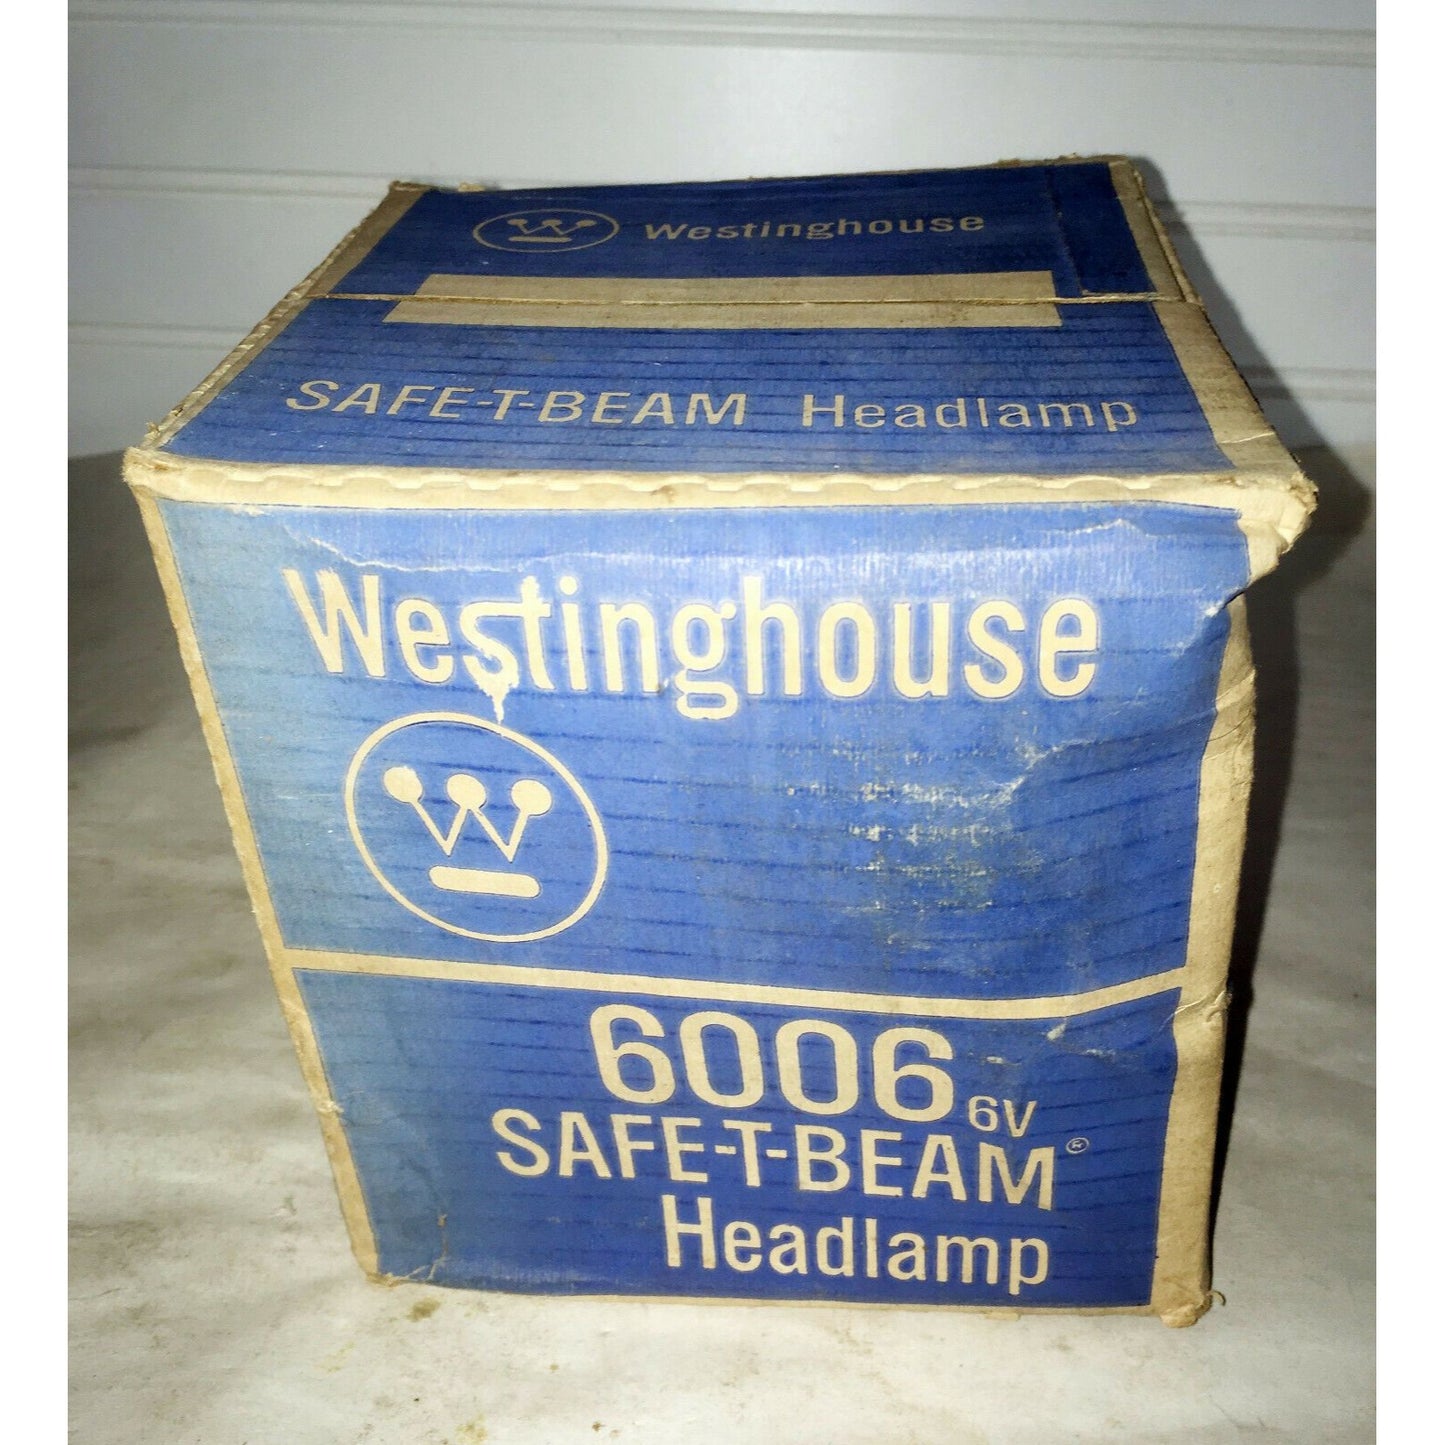 Westinghouse
SAFE-T-BEAM Headlamp
Westinghouse
6006 6V
SAFE-T-BEAM®
Headlamp